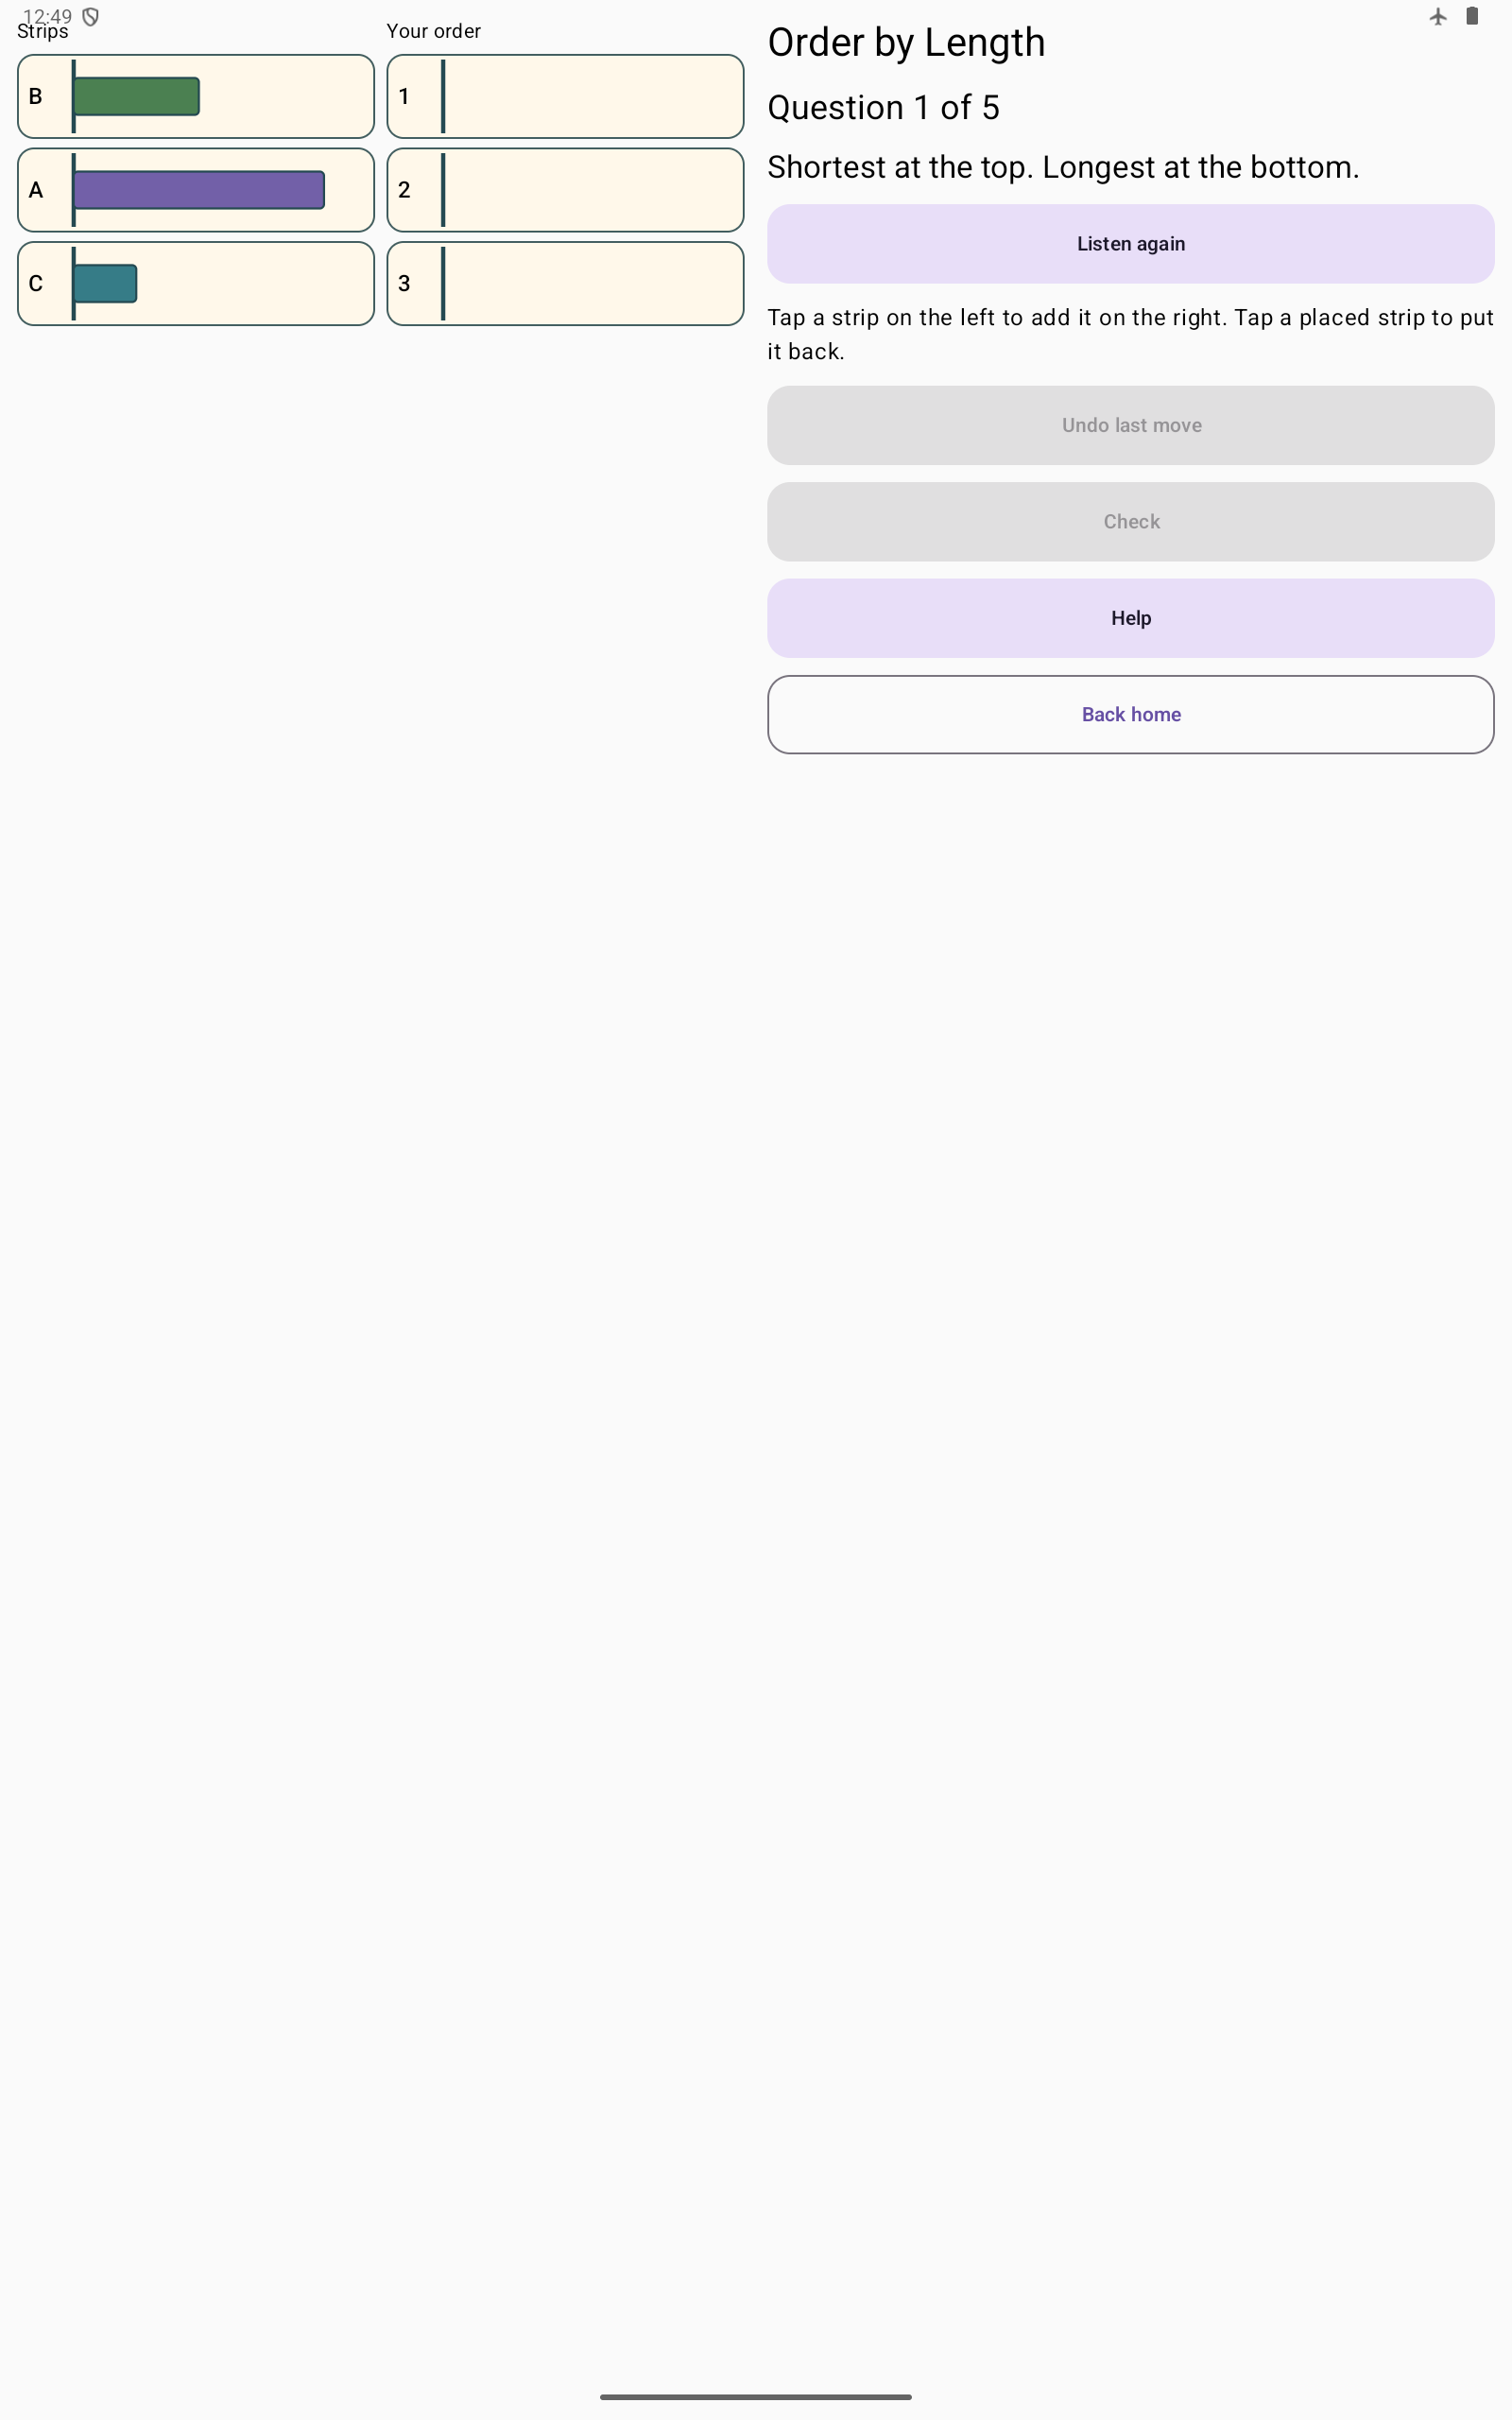 12:49
Strips
B
A
C
Your order
1
2
3
Order by Length
Question 1 of 5
Shortest at the top. Longest at the bottom.
Listen again
Tap a strip on the left to add it on the right. Tap a placed strip to put
it back.
Undo last move
Check
Help
Back home